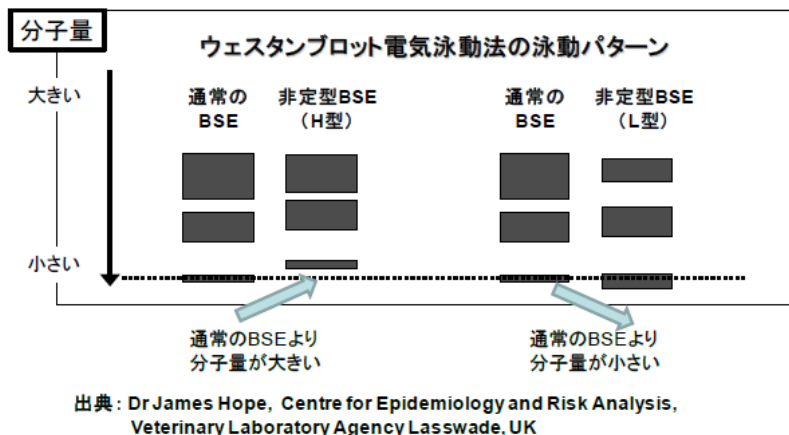 分子量
ウェスタンブロット電気泳動法の泳動パターン
大きい
通常の
BSE
非定型BSE
（H型）
通常の
BSE
非定型BSE
（L型）
小さい
通常のBSEより
分子量が大きい
通常のBSEより
分子量が小さい
出典： Dr James Hope, Centre for Epidemiology and Risk Analysis,
Veterinary Laboratory Agency Lasswade, UK